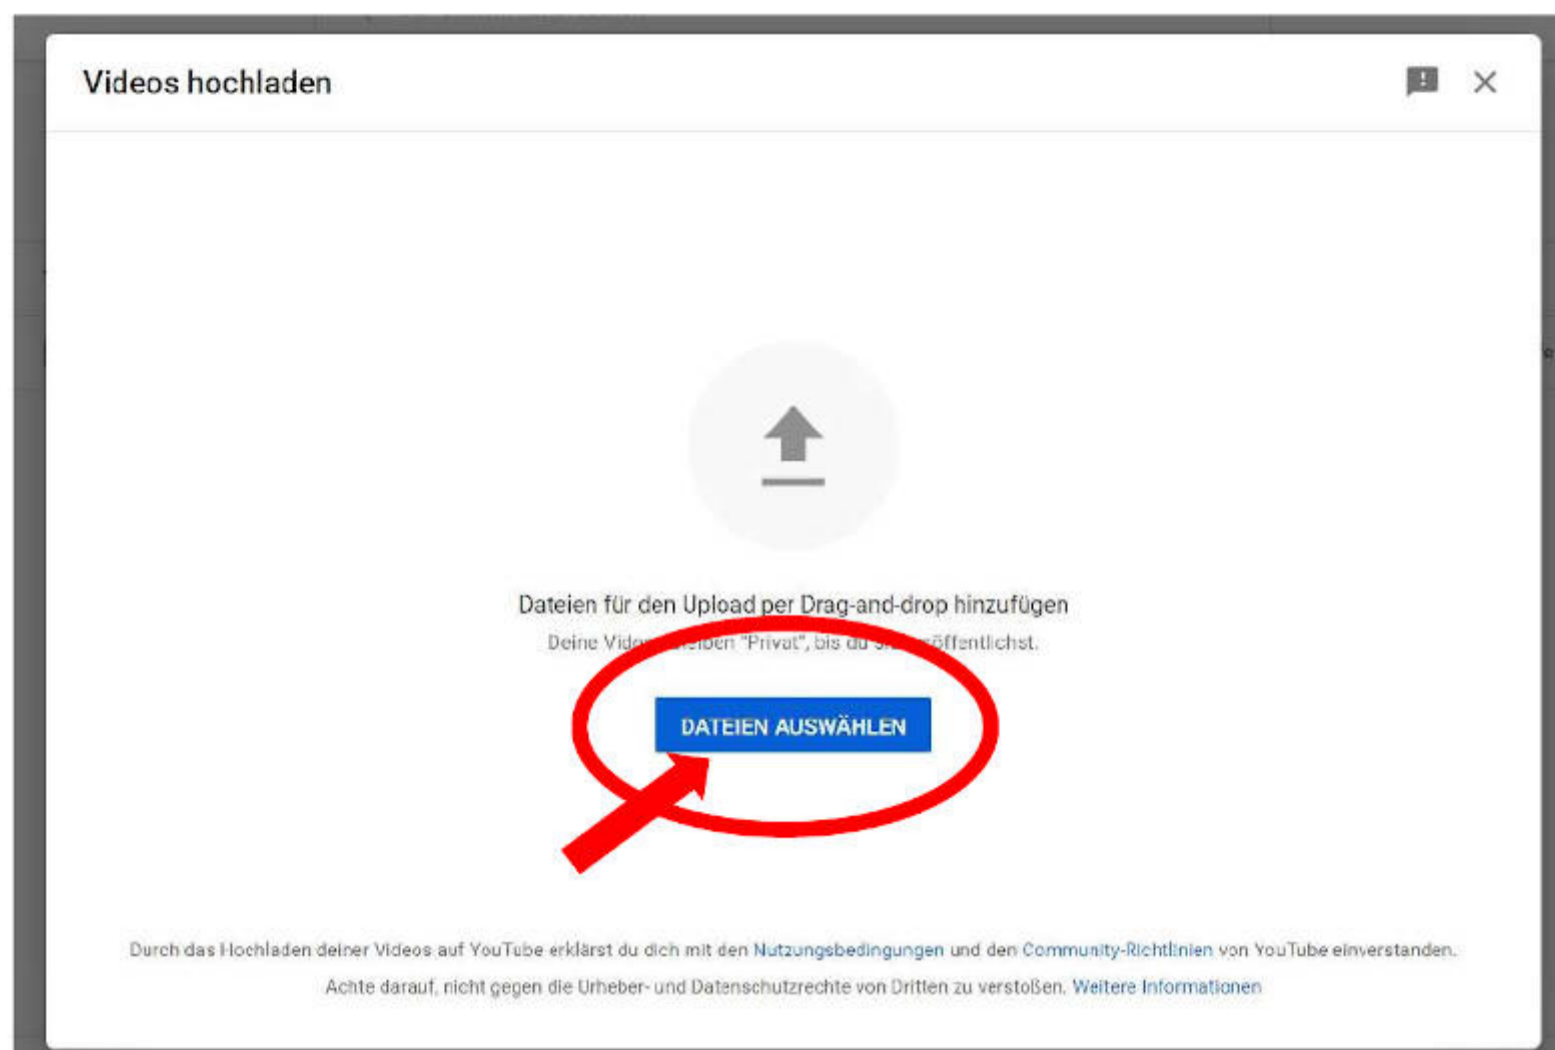 Videos hochladen
Dateien für den Upload per Drag-and-drop hinzufügen
Deine "Privat", bis du
DATEIEN AUSWÄHLEN
Durch das Hochladen deiner Videos auf YouTube erklärst du dich mit den Nutzungsbedingungen und den Community-Richtlinien von YouTube einverstanden.
Achte darauf, nicht gegen die Urheber- und Datenschutzrechte von Dritten zu verstoßen. Weitere Informationen